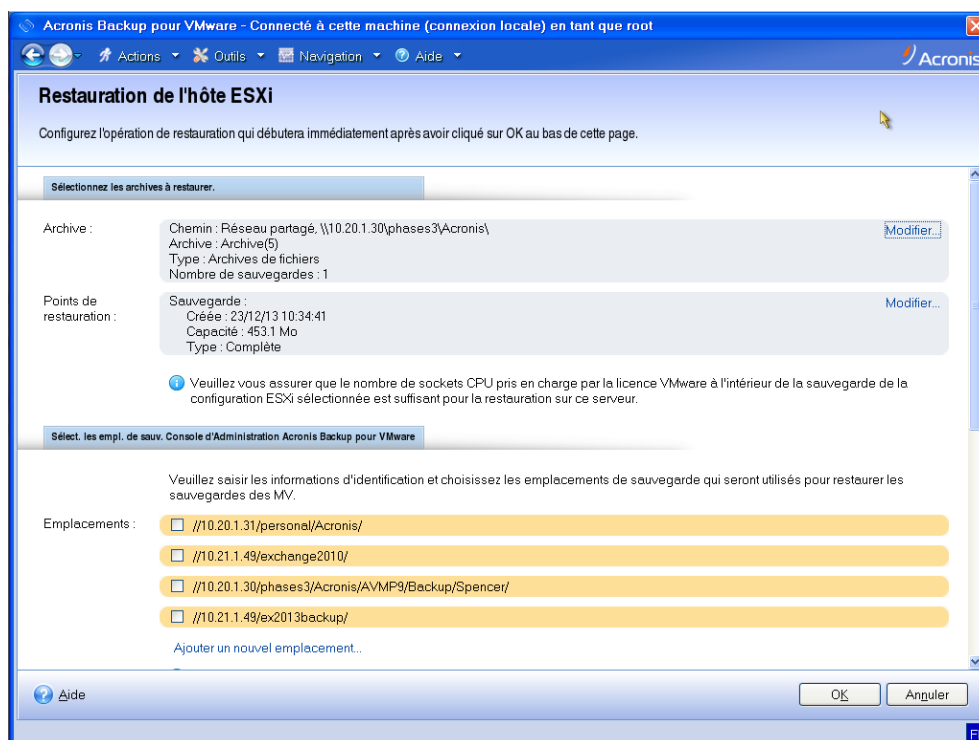 Acronis Backup pour VMware - Connecté à cette machine (connexion locale) en tant que root
Actions Outils Navigation Aide
Acronis
Restauration de l'hôte ESXi
Configurez l'opération de restauration qui débutera immédiatement après avoir cliqué sur OK au bas de cette page.
Sélectionnez les archives à restaurer.
Archive :
Chemin : Réseau partagé, \\10.20.1.30\phases3\Acronis\
Modifier...
Archive : Archive(5)
Type : Archives de fichiers
Nombre de sauvegardes : 1
Points de restauration :
Sauvegarde :
Modifier...
Créée : 23/12/13 10:34:41
Capacité : 453.1 Mo
Type : Complète
Veuillez vous assurer que le nombre de sockets CPU pris en charge par la licence VMware à l'intérieur de la sauvegarde de la
configuration ESXi sélectionnée est suffisant pour la restauration sur ce serveur.
Sélect. les empl. de sauv. Console d'Administration Acronis Backup pour VMware
Veuillez saisir les informations d'identification et choisissez les emplacements de sauvegarde qui seront utilisés pour restaurer les
sauvegardes des MV.
Emplacements :
//10.20.1.31/personal/Acronis/
//10.21.1.49/exchange2010/
//10.20.1.30/phases3/Acronis/AVMP9/Backup/Spencer/
//10.21.1.49/ex2013backup/
Ajouter un nouvel emplacement...
Aide
OK
Annuler